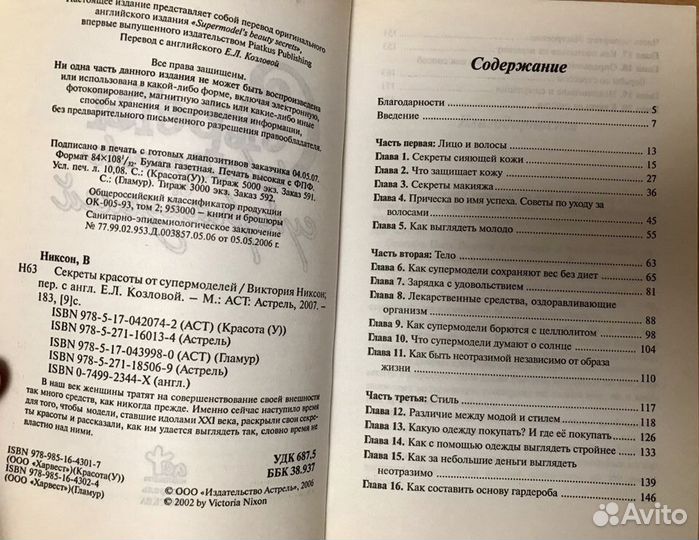 Настоящее издание представляет собой перевод оригинального
английского издания «Supermodel's beauty secrets»,
впервые выпущенного издательством Piatkus Publishing
Перевод с английского Е.Л. Козловой
Все права защищены.
Ни одна часть данного издания не может быть воспроизведена
или использована в какой-либо форме, включая электронную,
фотокопирование, магнитную запись или какие-либо иные
способы хранения и воспроизведения информации,
без предварительного письменного разрешения правообладателя.
Подписано в печать с готовых диапозитивов заказчика 04.05.07.
Формат 84×108¹/₃₂. Бумага газетная. Печать высокая с ФПФ.
Усл. печ. л. 10,08. С.: (Красота(У)). Тираж 5000 экз. Заказ 591.
С.: (Гламур). Тираж 3000 экз. Заказ 592.
Общероссийский классификатор продукции
ОК-005-93, том 2; 953000 – книги и брошюры
Санитарно-эпидемиологическое заключение
№ 77.99.02.953.Д.003857.05.06 от 05.05.2006 г.
Никсон, В
Н63 Секреты красоты от супермоделей / Виктория Никсон;
пер. с англ. Е.Л. Козловой. – М.: АСТ: Астрель, 2007. –
183, [9]с.
ISBN 978-5-17-042074-2 (АСТ) (Красота (У))
ISBN 978-5-271-16013-4 (Астрель)
ISBN 978-5-17-043998-0 (АСТ) (Гламур)
ISBN 978-5-271-18506-9 (Астрель)
ISBN 0-7499-2344-X (англ.)
В наш век женщины тратят на совершенствование своей внешности
так много средств, как никогда прежде. Именно сейчас наступило время
для того, чтобы модели, ставшие идолами XXI века, раскрыли свои секре-
ты красоты и рассказали, как им удается выглядеть так, словно время не
властно над ними.
УДК 687.5
ББК 38.937
ISBN 978-985-16-4301-7
(ООО «Харвест»)(Красота(У))
ISBN 978-985-16-4302-4
(ООО «Харвест»)(Гламур)
© ООО «Издательство Астрель», 2006
© 2002 by Victoria Nixon
Содержание
Благодарности 5
Введение 7
Часть первая: Лицо и волосы 13
Глава 1. Секреты сияющей кожи 15
Глава 2. Что защищает кожу 27
Глава 3. Секреты макияжа 36
Глава 4. Прическа во имя успеха. Советы по уходу за
волосами 45
Глава 5. Как выглядеть молодо 55
Часть вторая: Тело 63
Глава 6. Как супермодели сохраняют вес без диет 65
Глава 7. Зарядка с удовольствием 81
Глава 8. Лекарственные средства, оздоравливающие
организм 88
Глава 9. Как супермодели борются с целлюлитом 98
Глава 10. Что супермодели думают о солнце 104
Глава 11. Как быть неотразимой независимо от образа
жизни 110
Часть третья: Стиль 117
Глава 12. Различие между модой и стилем 118
Глава 13. Какую одежду покупать? И где её покупать 126
Глава 14. Как с помощью одежды выглядеть стройнее 133
Глава 15. Как за небольшие деньги выглядеть
неотразимо 139
Глава 16. Как составить основу гардероба 146
Avito